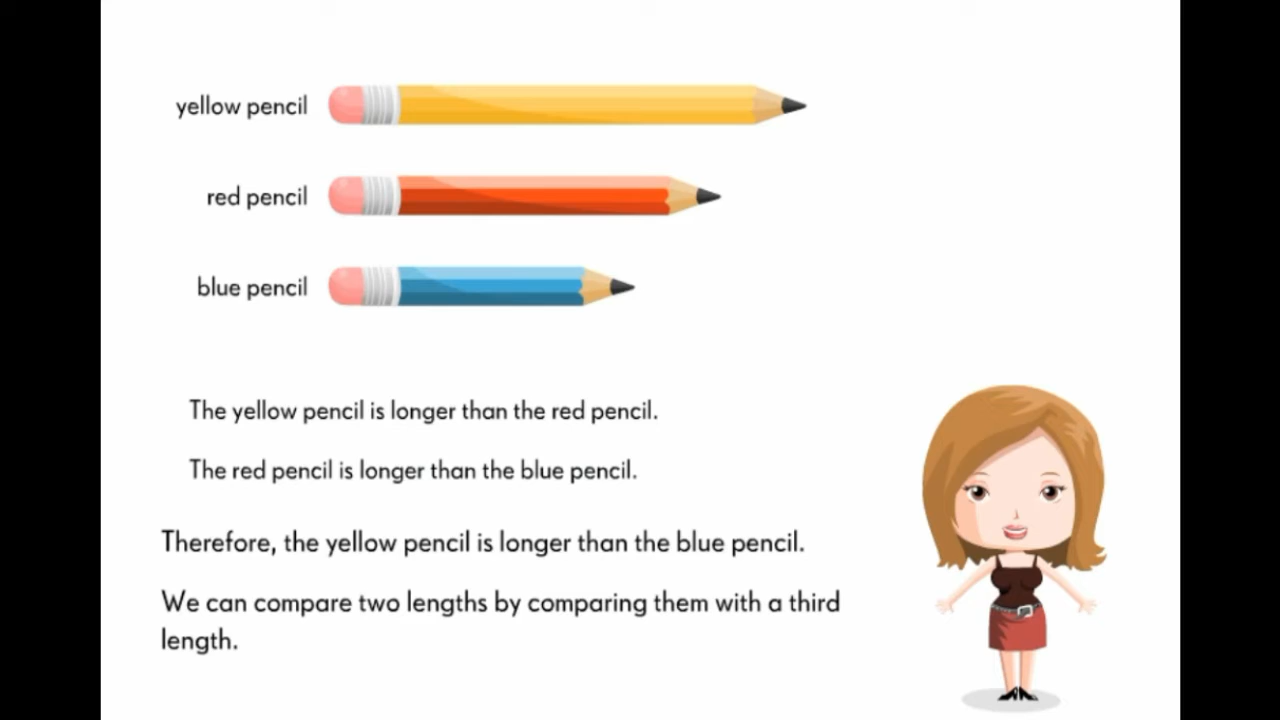 yellow pencil
red pencil
blue pencil
The yellow pencil is longer than the red pencil.
The red pencil is longer than the blue pencil.
Therefore, the yellow pencil is longer than the blue pencil.
We can compare two lengths by comparing them with a third
length.